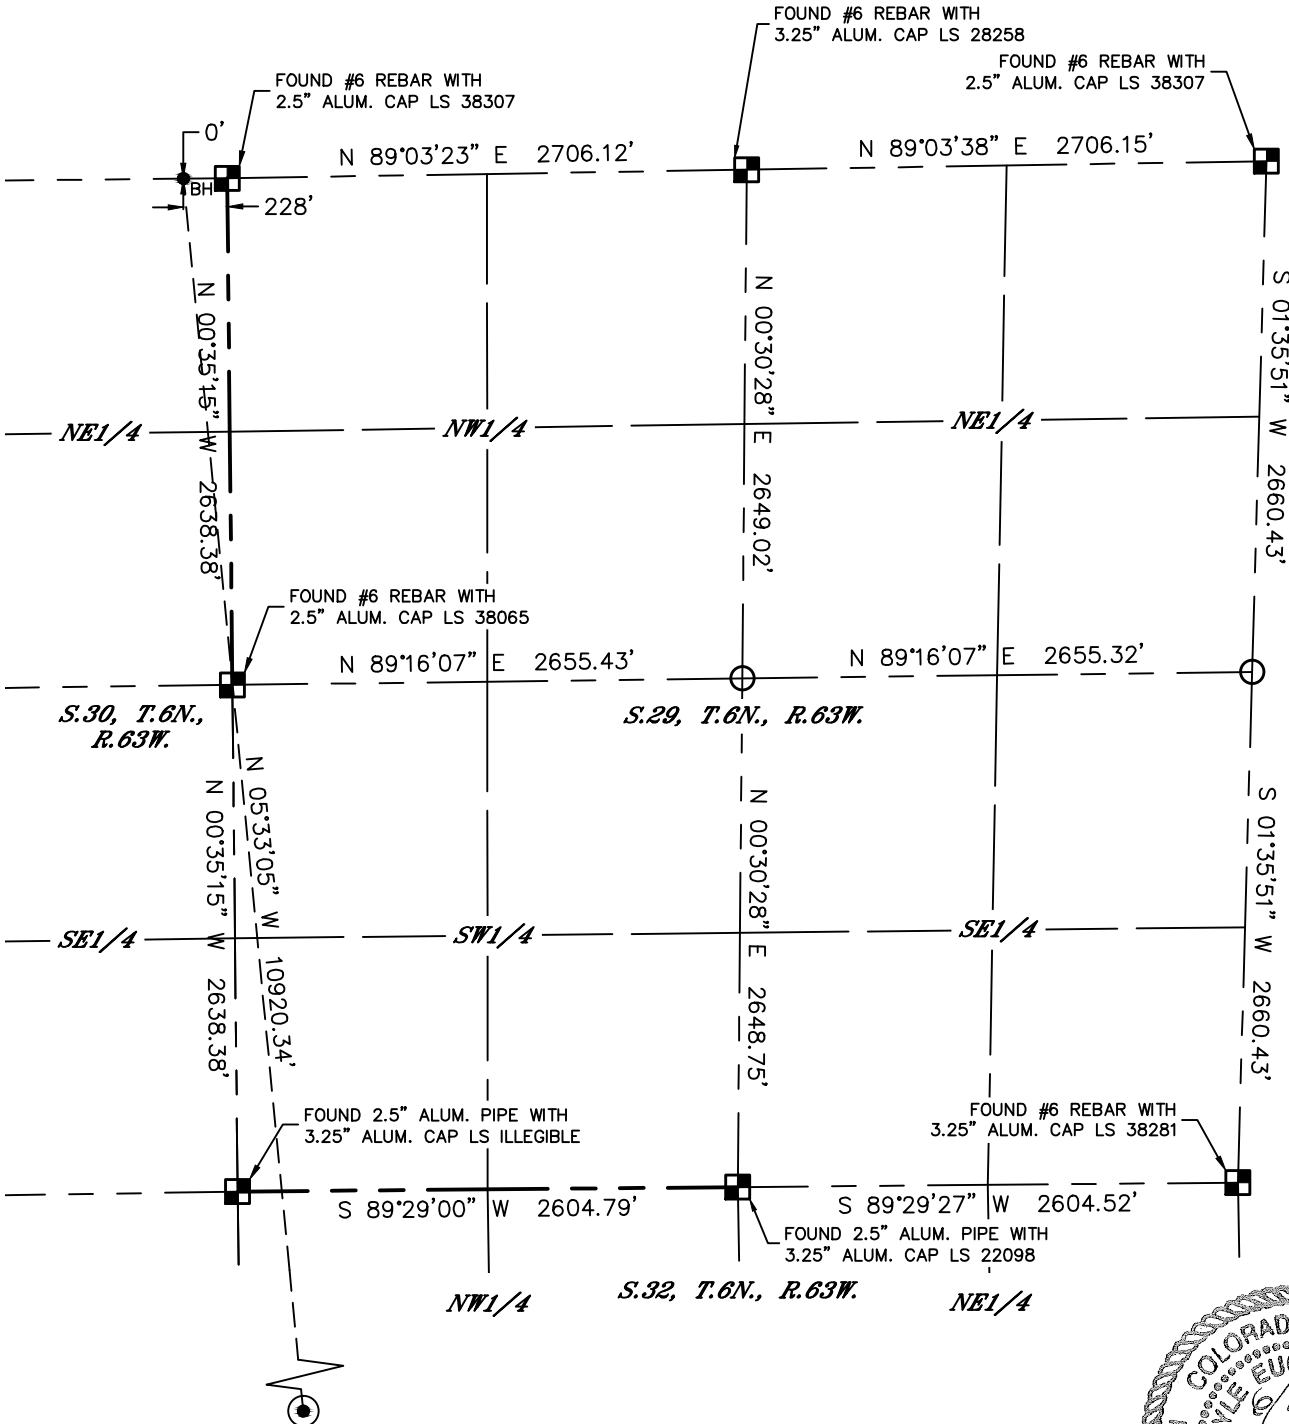 FOUND #6 REBAR WITH
3.25" ALUM. CAP LS 28258
FOUND #6 REBAR WITH
2.5" ALUM. CAP LS 38307
FOUND #6 REBAR WITH
2.5" ALUM. CAP LS 38307
0'
N 89°03'23" E 2706.12'
N 89°03'38" E 2706.15'
BH
228'
N 00°35'15" W 2638.38'
N 00°30'28" E 2649.02'
S 01°35'51" W 2660.43'
NE1/4
NW1/4
NE1/4
FOUND #6 REBAR WITH
2.5" ALUM. CAP LS 38065
N 89°16'07" E 2655.43'
N 89°16'07" E 2655.32'
S.30, T.6N.,
R.63W.
S.29, T.6N., R.63W.
N 05°33'05" W 10920.34'
N 00°35'15" W 2638.38'
N 00°30'28" E 2648.75'
S 01°35'51" W 2660.43'
SE1/4
SW1/4
SE1/4
FOUND 2.5" ALUM. PIPE WITH
3.25" ALUM. CAP LS ILLEGIBLE
FOUND #6 REBAR WITH
3.25" ALUM. CAP LS 38281
S 89°29'00" W 2604.79'
S 89°29'27" W 2604.52'
FOUND 2.5" ALUM. PIPE WITH
3.25" ALUM. CAP LS 22098
S.32, T.6N., R.63W.
NW1/4
NE1/4
COLORAD